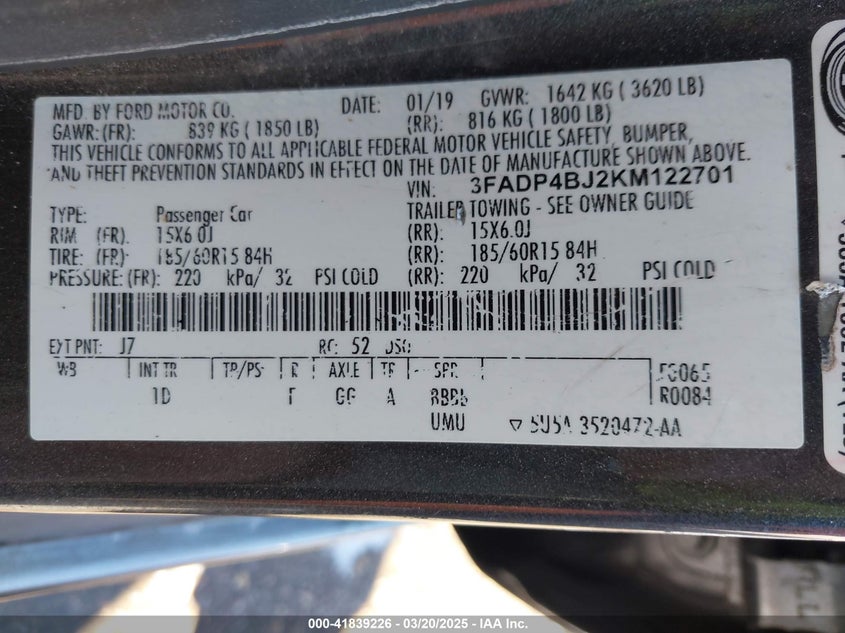 MFD. BY FORD MOTOR CO. DATE: 01/19 GVWR: 1642 KG ( 3620 LB)
GAWR: (FR): 839 KG ( 1850 LB) (RR): 816 KG ( 1800 LB)
THIS VEHICLE CONFORMS TO ALL APPLICABLE FEDERAL MOTOR VEHICLE SAFETY, BUMPER,
AND THEFT PREVENTION STANDARDS IN EFFECT ON THE DATE OF MANUFACTURE SHOWN ABOVE.
VIN: 3FADP4BJ2KM122701
TYPE: Passenger Car TRAILER TOWING - SEE OWNER GUIDE
RIM (FR): 15X6.0J (RR): 15X6.0J
TIRE: (FR): 185/60R15 84H (RR): 185/60R15 84H
PRESSURE: (FR): 220 kPa/ 32 PSI COLD (RR): 220 kPa/ 32 PSI COLD
EXT PNT: J7 RC: 52 DSO:
WB INT TR TP/PS R AXLE TR SPR F0065
1D F GG A R0084
UMU ▽ 5U5A 3520472-AA
000-41839226 — 03/20/2025 — IAA Inc.